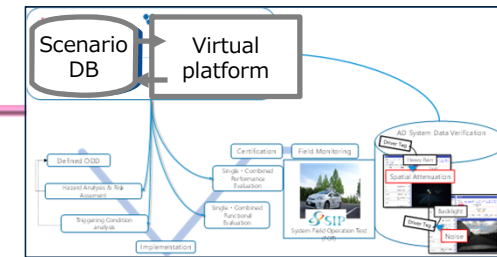 Scenario
DB
Virtual
platform
AD System Data Verification
Driver Tag
Heavy Rain
Spatial Attenuation
Backlight
Driver Tag
Noise
Certification
Field Monitoring
Defined ODD
Hazard Analysis & Risk
Assesment
Triggering Condition
analysis
Single・Combined
Performance
Evaluation
Single・Combined
Functional
Evaluation
Implementation
SIP
System Field Operation Test
(FOT)